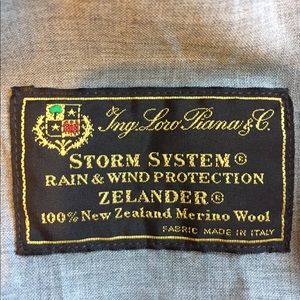 Ing. Loro Piana & C.
STORM SYSTEM®
RAIN & WIND PROTECTION
ZELANDER®
100% New Zealand Merino Wool
FABRIC MADE IN ITALY